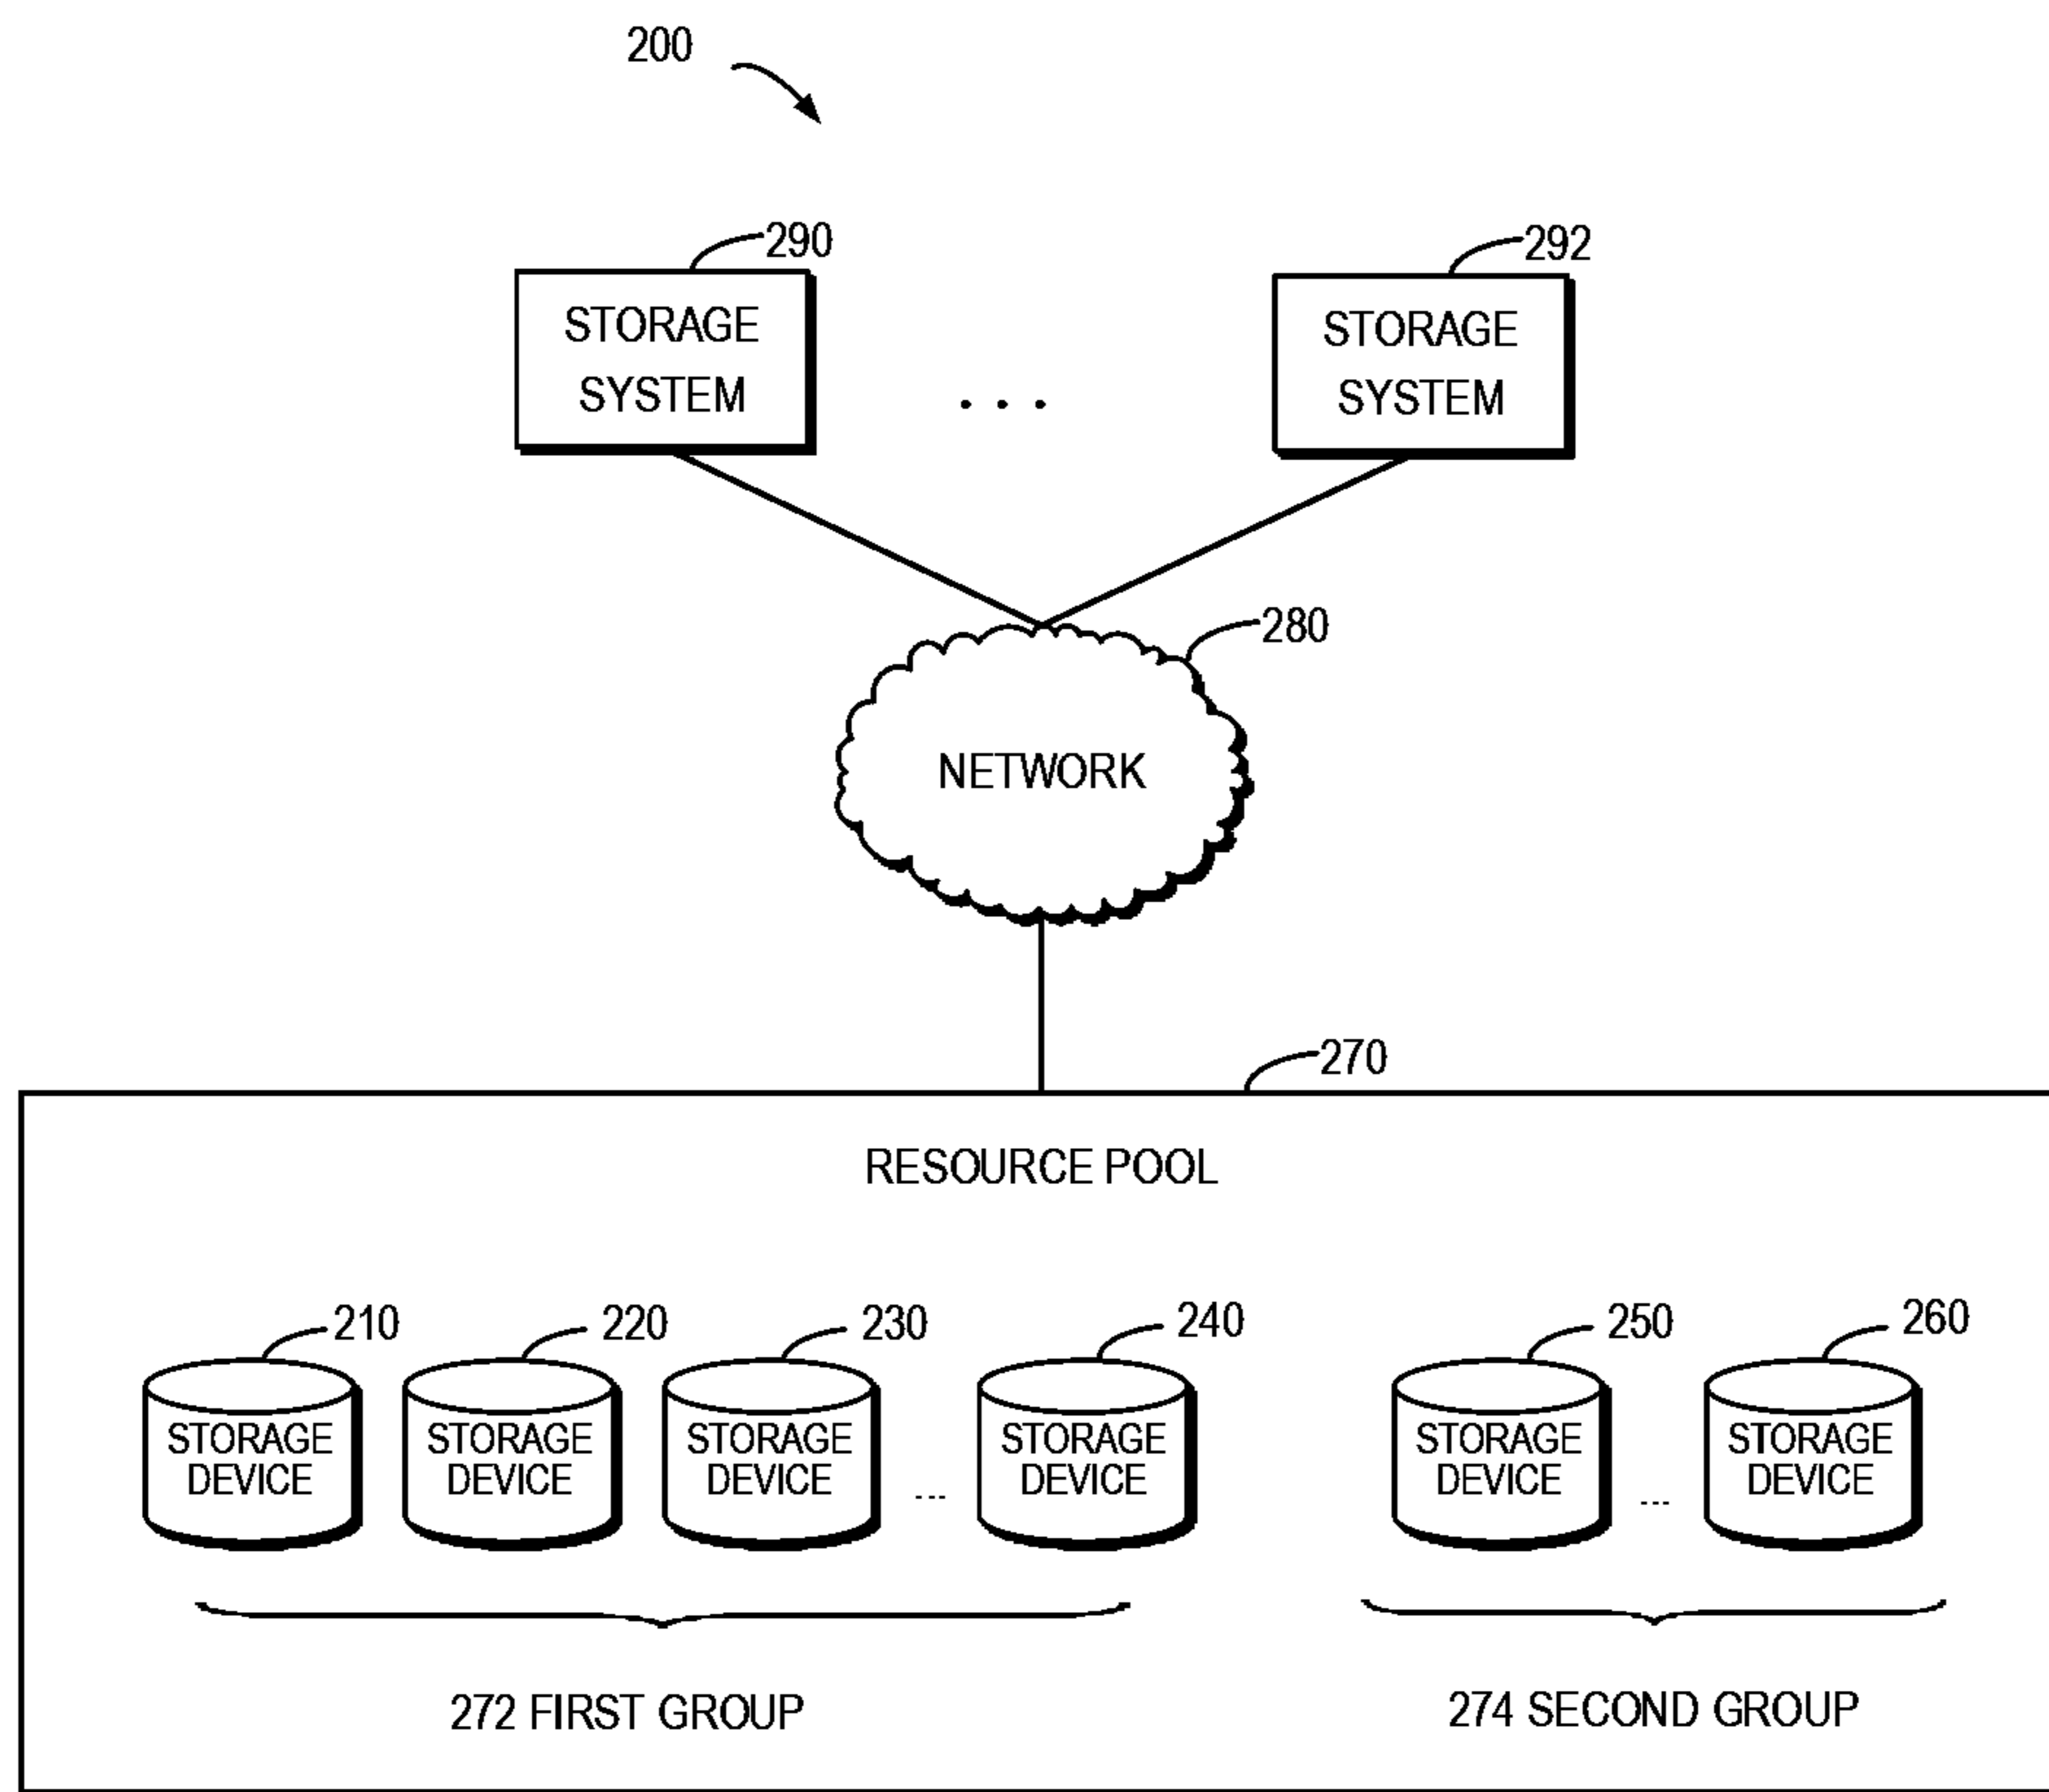 200
290
292
STORAGE
SYSTEM
. . .
STORAGE
SYSTEM
280
NETWORK
270
RESOURCE POOL
210
220
230
240
250
260
STORAGE
DEVICE
STORAGE
DEVICE
STORAGE
DEVICE
...
STORAGE
DEVICE
STORAGE
DEVICE
...
STORAGE
DEVICE
272 FIRST GROUP
274 SECOND GROUP